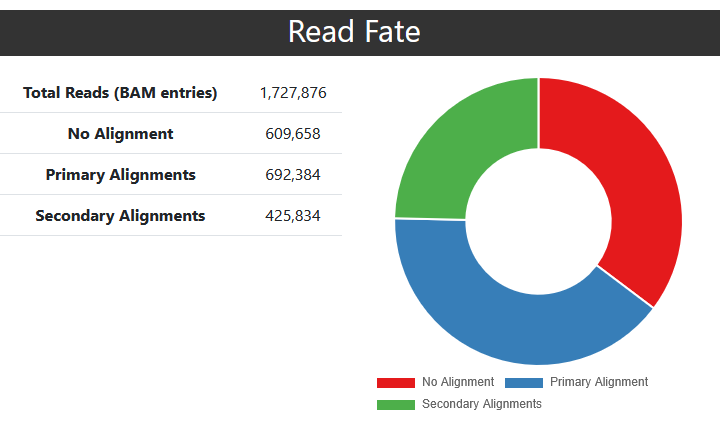 Read Fate
Total Reads (BAM entries) 1,727,876
No Alignment 609,658
Primary Alignments 692,384
Secondary Alignments 425,834
No Alignment Primary Alignment
Secondary Alignments